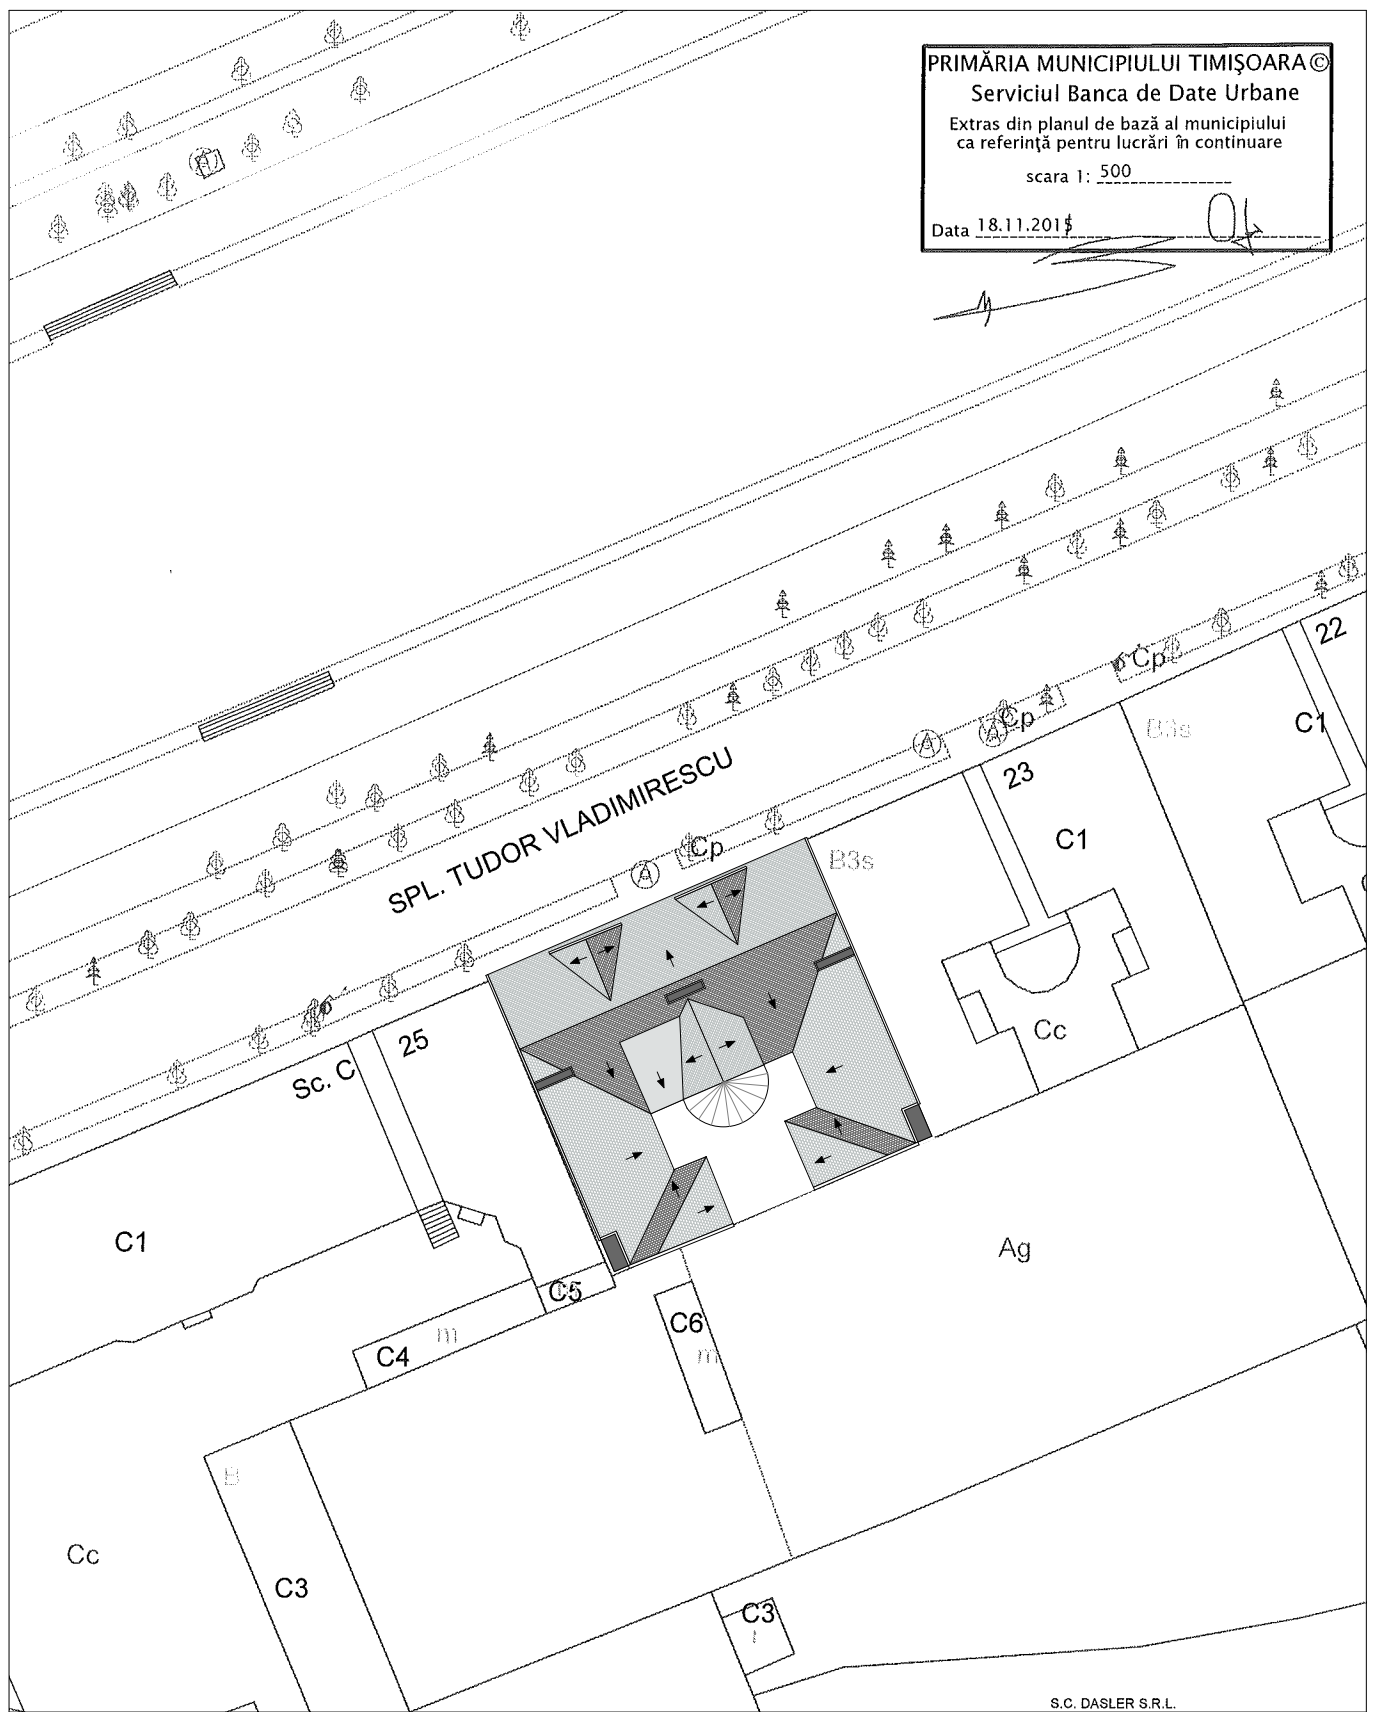 PRIMĂRIA MUNICIPIULUI TIMIŞOARA ©
Serviciul Banca de Date Urbane
Extras din planul de bază al municipiului
ca referinţă pentru lucrări în continuare
scara 1: 500
Data 18.11.2015
22
Cp
C1
B3s
Cp
A
A
23
C1
SPL. TUDOR VLADIMIRESCU
Cp
B3s
A
Cc
25
Sc. C
C1
Ag
C5
C6
m
C4
m
B
Cc
C3
C3
S.C. DASLER S.R.L.